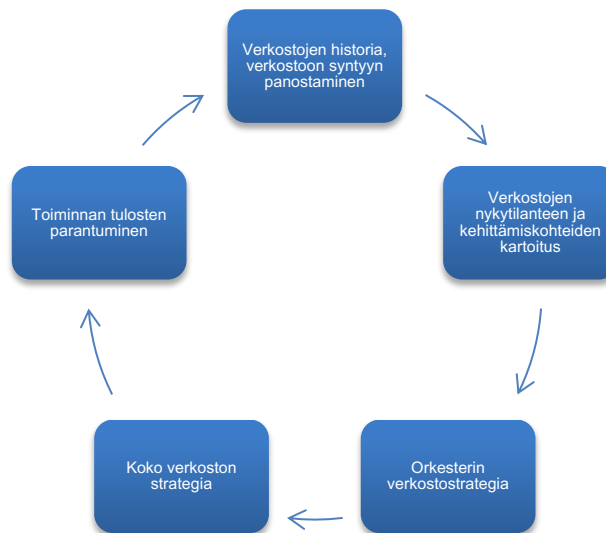 Verkostojen historia,
verkostoon syntyyn
panostaminen
Verkostojen
nykytilanteen ja
kehittämiskohteiden
kartoitus
Orkesterin
verkostostrategia
Koko verkoston
strategia
Toiminnan tulosten
parantuminen